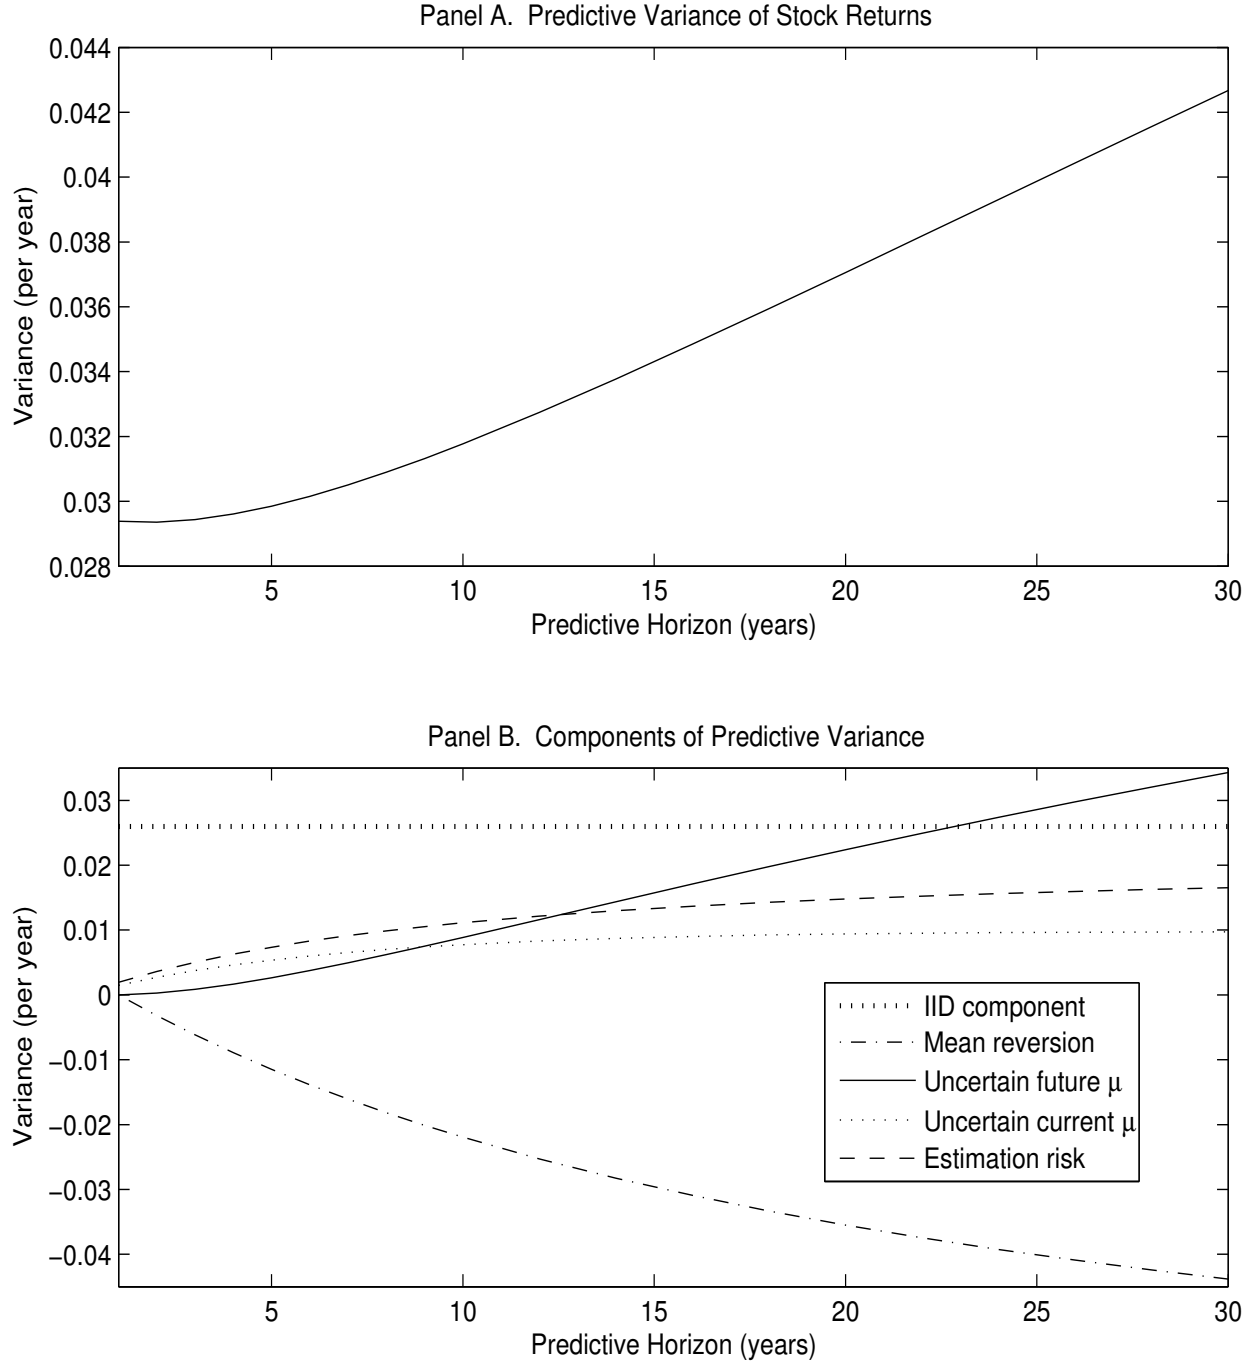 Panel A.  Predictive Variance of Stock Returns
0.044
0.042
0.04
0.038
0.036
0.034
0.032
0.03
0.028
Variance (per year)
5 10 15 20 25 30
Predictive Horizon (years)
Panel B.  Components of Predictive Variance
0.03
0.02
0.01
0
−0.01
−0.02
−0.03
−0.04
Variance (per year)
IID component
Mean reversion
Uncertain future μ
Uncertain current μ
Estimation risk
5 10 15 20 25 30
Predictive Horizon (years)